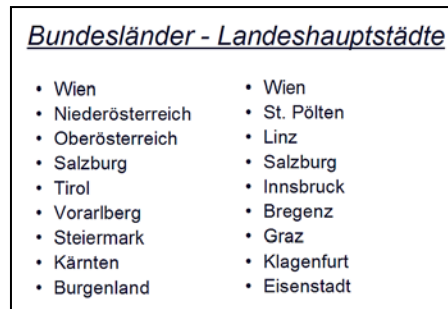 Bundesländer - Landeshauptstädte
• Wien
• Niederösterreich
• Oberösterreich
• Salzburg
• Tirol
• Vorarlberg
• Steiermark
• Kärnten
• Burgenland
• Wien
• St. Pölten
• Linz
• Salzburg
• Innsbruck
• Bregenz
• Graz
• Klagenfurt
• Eisenstadt